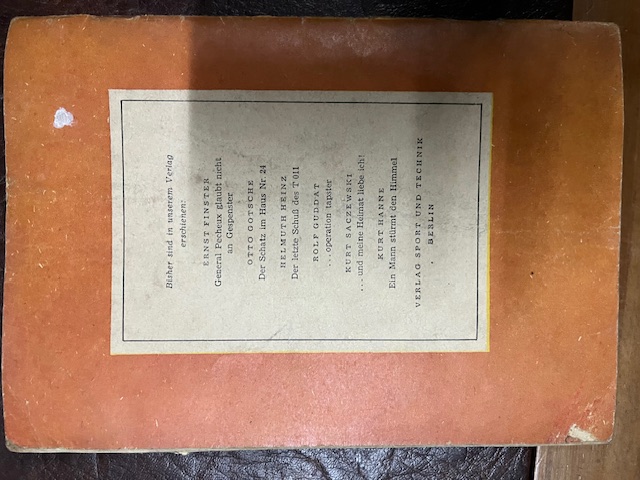 Bisher sind in unserem Verlag
erschienen:
ERNST FINSTER
General Pecheux glaubt nicht
an Gespenster
OTTO GOTSCHE
Der Schatz im Haus Nr. 24
HELMUTH HEINZ
Der letzte Schuß des T 011
ROLF GUDDAT
...operation tapster
KURT SACZEWSKI
...und meine Heimat liebe ich!
KURT HANNE
Ein Mann stürmt den Himmel
VERLAG SPORT UND TECHNIK
BERLIN